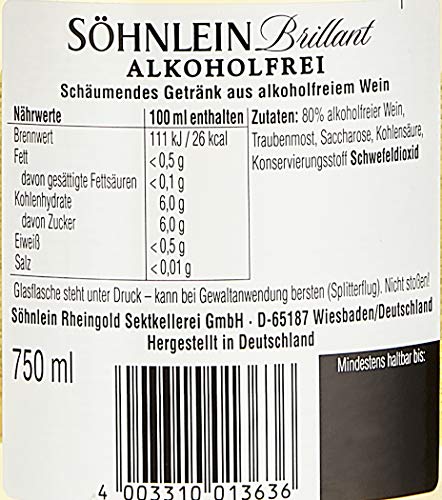 SÖHNLEIN Brillant
ALKOHOLFREI
Schäumendes Getränk aus alkoholfreiem Wein
Nährwerte 100 ml enthalten
Brennwert 111 kJ / 26 kcal
Fett <0,5 g
davon gesättigte Fettsäuren <0,1 g
Kohlenhydrate 6,0 g
davon Zucker 6,0 g
Eiweiß <0,5 g
Salz <0,01 g
Zutaten: 80% alkoholfreier Wein,
Traubenmost, Saccharose, Kohlensäure,
Konservierungsstoff Schwefeldioxid
Glasflasche steht unter Druck – kann bei Gewaltanwendung bersten (Splitterflug). Nicht stoßen!
Söhnlein Rheingold Sektkellerei GmbH · D-65187 Wiesbaden/Deutschland
Hergestellt in Deutschland
750 ml
Mindestens haltbar bis:
4 003310 013636